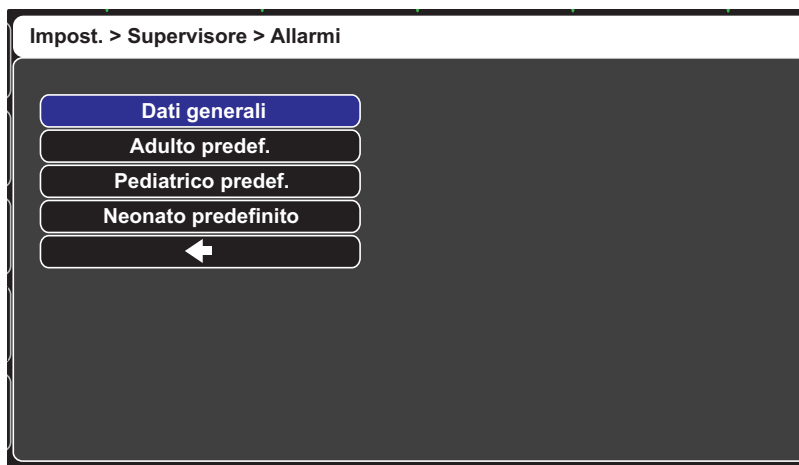 Impost. > Supervisore > Allarmi
Dati generali
Adulto predef.
Pediatrico predef.
Neonato predefinito